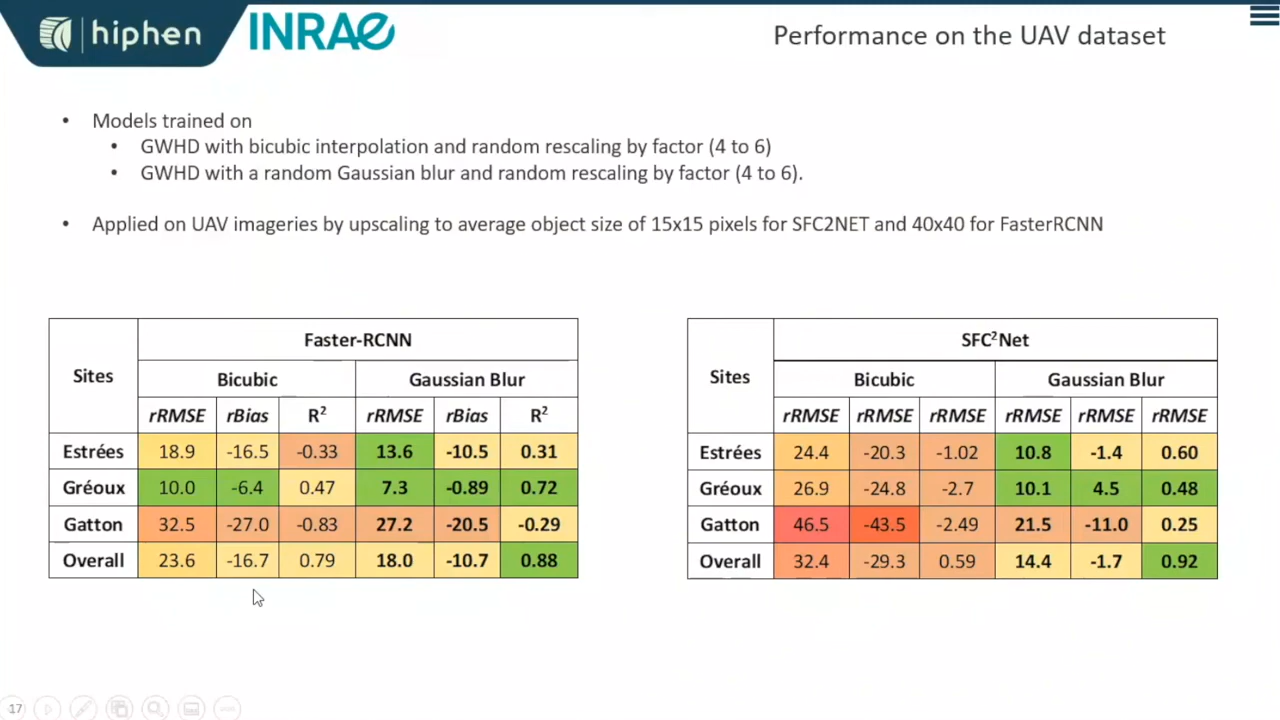 hiphen INRAE
Performance on the UAV dataset
• Models trained on
• GWHD with bicubic interpolation and random rescaling by factor (4 to 6)
• GWHD with a random Gaussian blur and random rescaling by factor (4 to 6).
• Applied on UAV imageries by upscaling to average object size of 15x15 pixels for SFC2NET and 40x40 for FasterRCNN
Sites Faster-RCNN
Bicubic Gaussian Blur
rRMSE rBias R² rRMSE rBias R²
Estrées 18.9 -16.5 -0.33 13.6 -10.5 0.31
Gréoux 10.0 -6.4 0.47 7.3 -0.89 0.72
Gatton 32.5 -27.0 -0.83 27.2 -20.5 -0.29
Overall 23.6 -16.7 0.79 18.0 -10.7 0.88
Sites SFC²Net
Bicubic Gaussian Blur
rRMSE rRMSE rRMSE rRMSE rRMSE rRMSE
Estrées 24.4 -20.3 -1.02 10.8 -1.4 0.60
Gréoux 26.9 -24.8 -2.7 10.1 4.5 0.48
Gatton 46.5 -43.5 -2.49 21.5 -11.0 0.25
Overall 32.4 -29.3 0.59 14.4 -1.7 0.92
17